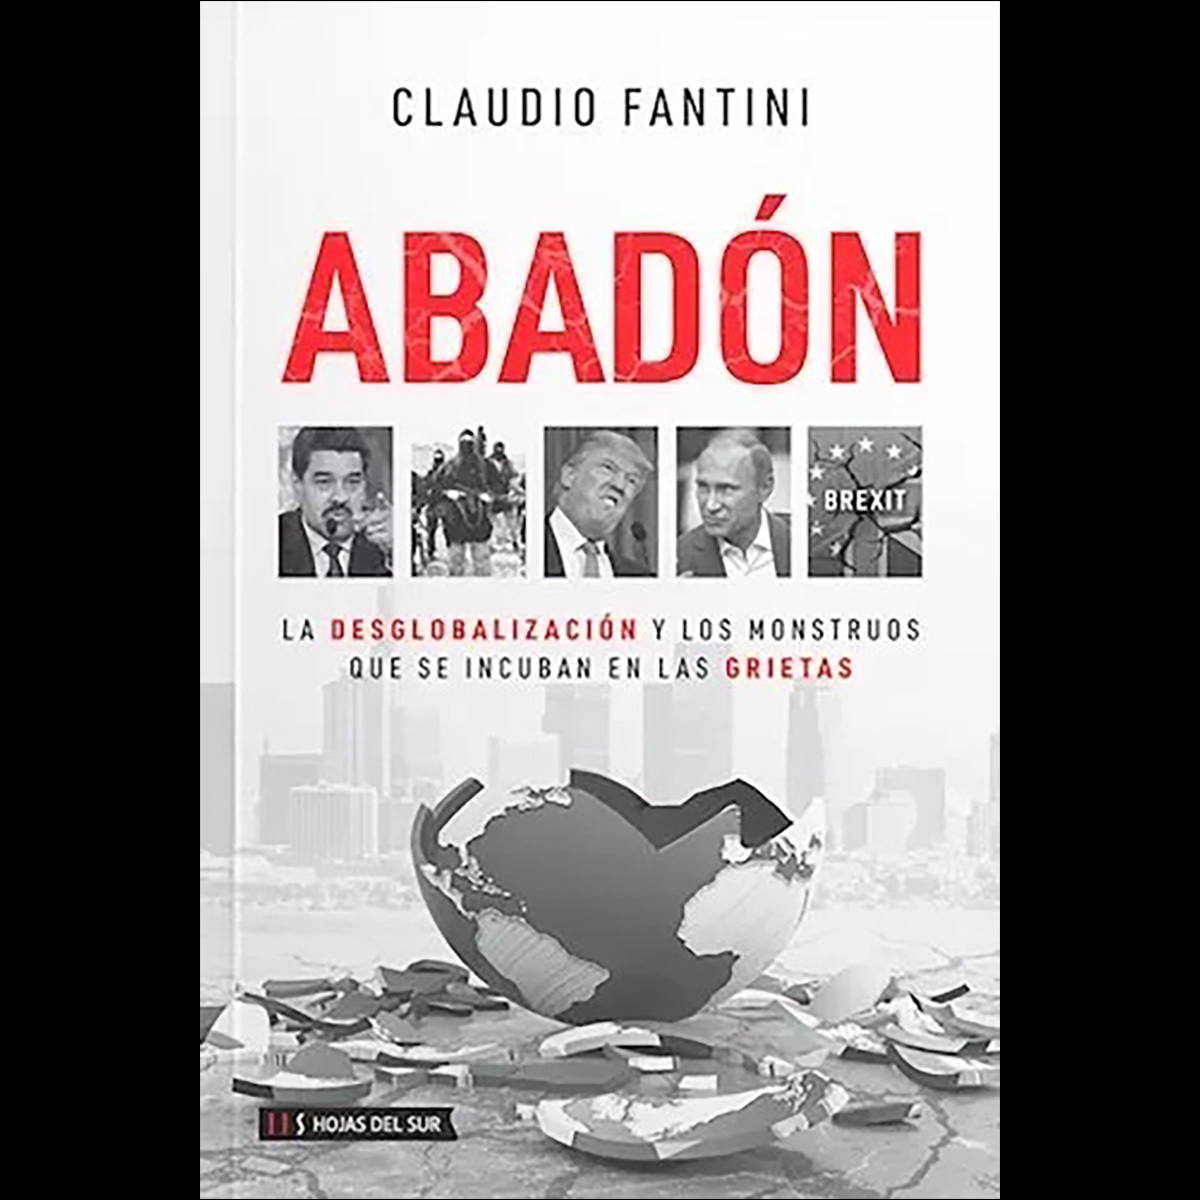 CLAUDIO FANTINI
ABADÓN
BREXIT
LA DESGLOBALIZACIÓN Y LOS MONSTRUOS
QUE SE INCUBAN EN LAS GRIETAS
HS HOJAS DEL SUR